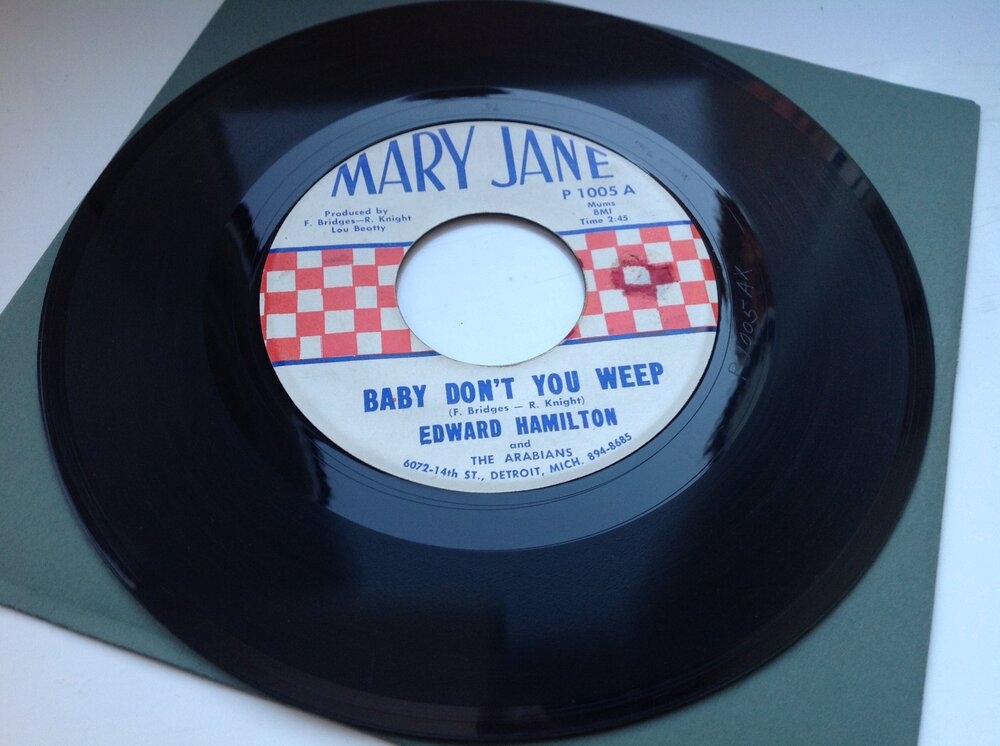 MARY JANE
P 1005 A
Mums
BMI
Time 2:45
Produced by
F. Bridges—R. Knight
Lou Beatty
BABY DON'T YOU WEEP
(F. Bridges — R. Knight)
EDWARD HAMILTON
and
THE ARABIANS
6072-14th ST., DETROIT, MICH. 894-8685
P 1005 AX